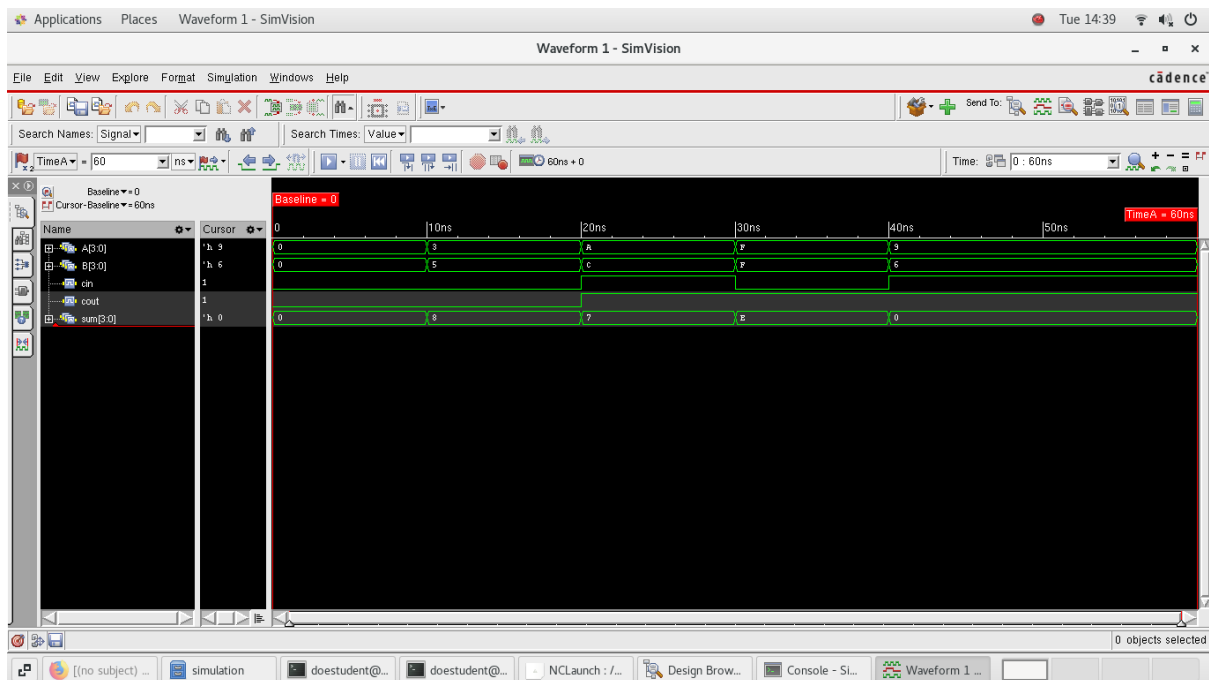 Applications Places Waveform 1 - SimVision Tue 14:39
Waveform 1 - SimVision
File Edit View Explore Format Simulation Windows Help cādence
Send To:
Search Names: Signal Search Times: Value
TimeA = 60 ns 60ns + 0 Time: 0 : 60ns
Baseline = 0
Cursor-Baseline = 60ns
Baseline = 0
TimeA = 60ns
Name Cursor 0 10ns 20ns 30ns 40ns 50ns
A[3:0] 'h 9 0 3 A F 9
B[3:0] 'h 6 0 5 C F 6
cin 1
cout 1
sum[3:0] 'h 0 0 8 7 E 0
0 objects selected
[(no subject) ... simulation doestudent@... doestudent@... NCLaunch : /... Design Brow... Console - Si... Waveform 1 ...